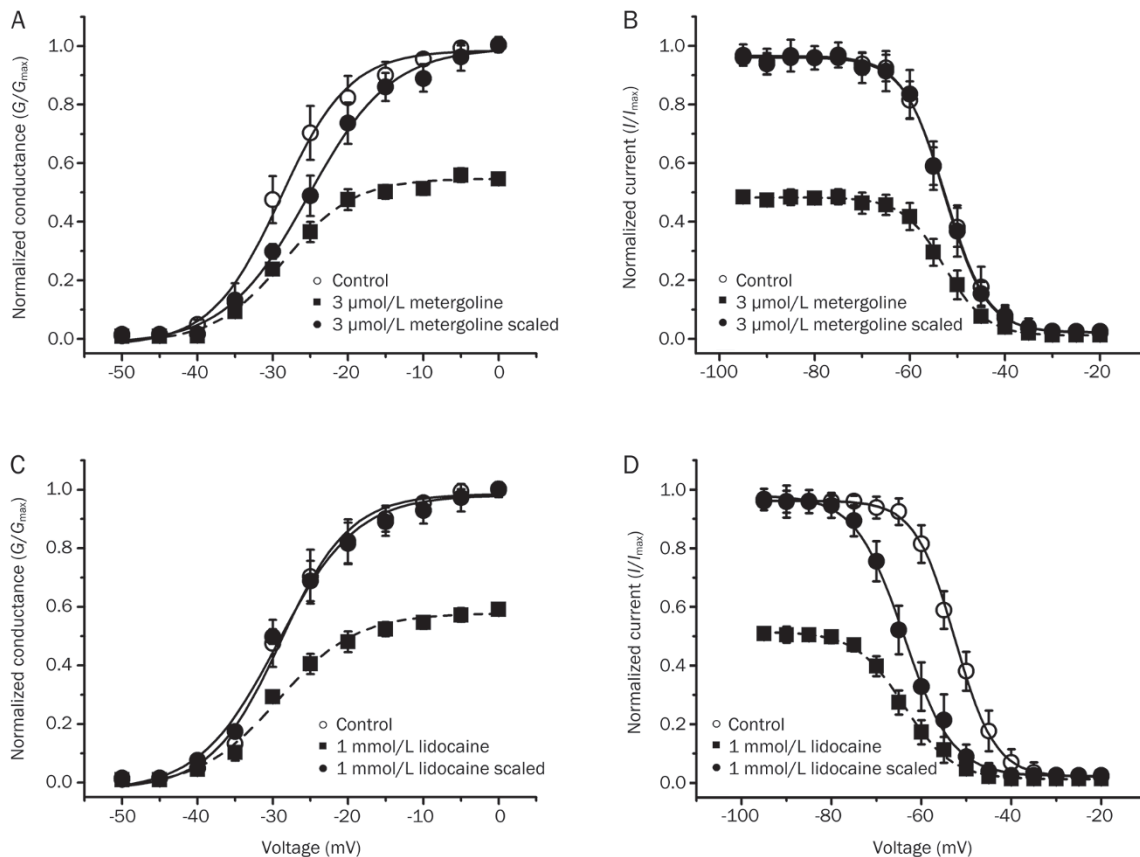 A
Normalized conductance (G/Gmax)
1.0
0.8
0.6
0.4
0.2
0.0
Control
3 µmol/L metergoline
3 µmol/L metergoline scaled
-50 -40 -30 -20 -10 0
B
Normalized current (I/Imax)
1.0
0.8
0.6
0.4
0.2
0.0
Control
3 µmol/L metergoline
3 µmol/L metergoline scaled
-100 -80 -60 -40 -20
C
Normalized conductance (G/Gmax)
1.0
0.8
0.6
0.4
0.2
0.0
Control
1 mmol/L lidocaine
1 mmol/L lidocaine scaled
-50 -40 -30 -20 -10 0
Voltage (mV)
D
Normalized current (I/Imax)
1.0
0.8
0.6
0.4
0.2
0.0
Control
1 mmol/L lidocaine
1 mmol/L lidocaine scaled
-100 -80 -60 -40 -20
Voltage (mV)